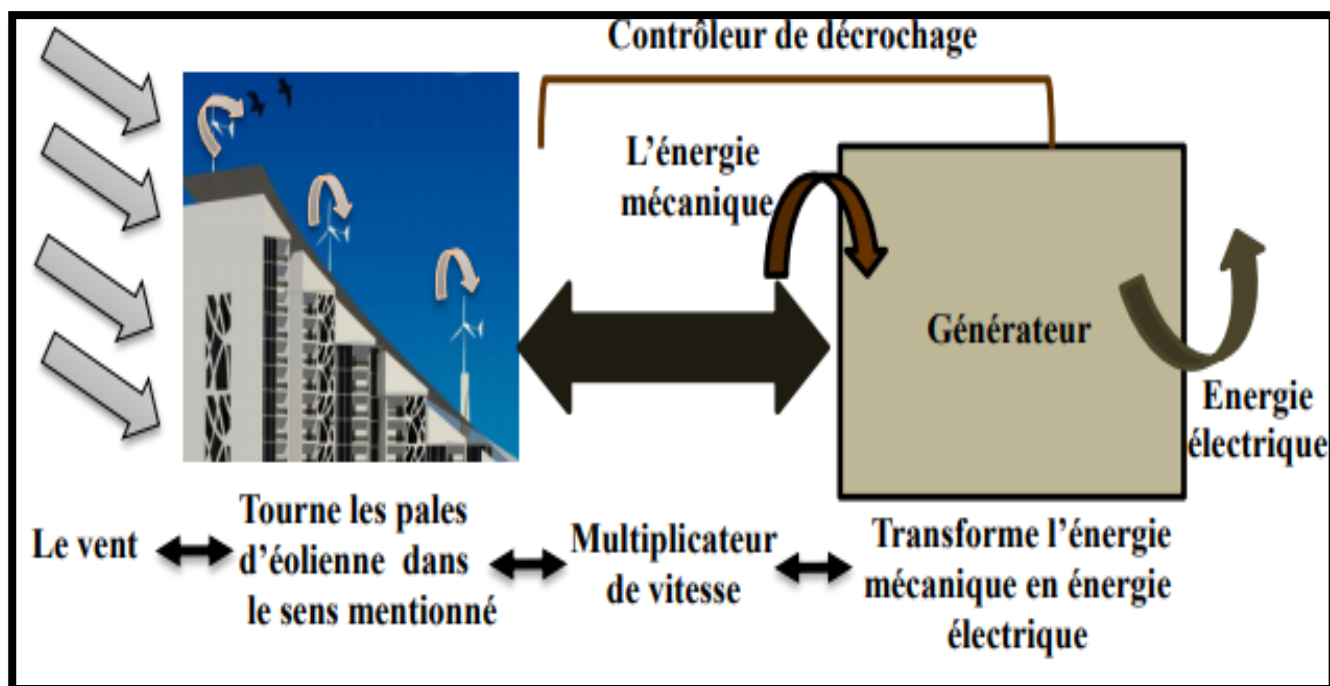 Contrôleur de décrochage
L'énergie
mécanique
Générateur
Energie
électrique
Le vent
Tourne les pales
d'éolienne dans
le sens mentionné
Multiplicateur
de vitesse
Transforme l'énergie
mécanique en énergie
électrique